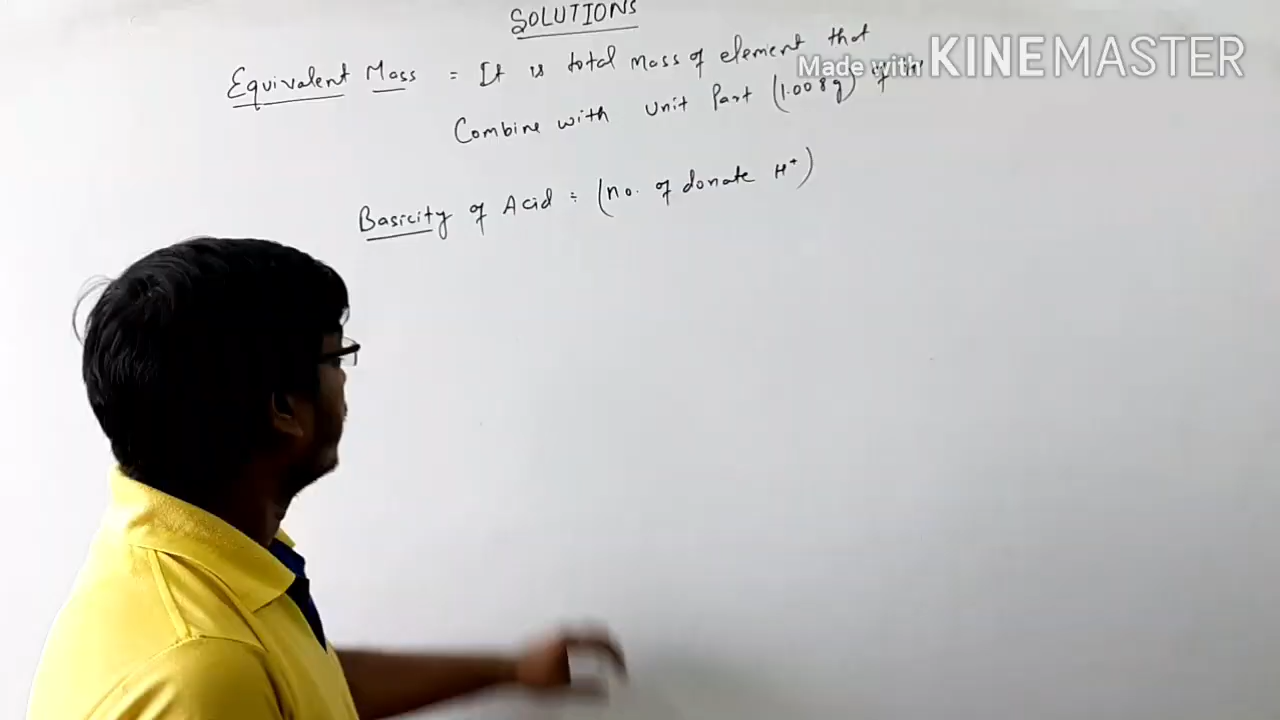 SOLUTIONS
Equivalent Mass = It is total mass of element that
Made with KINEMASTER
Combine with unit Part (1.008g) of 'H'
Basicity of Acid = (no. of donate H⁺)